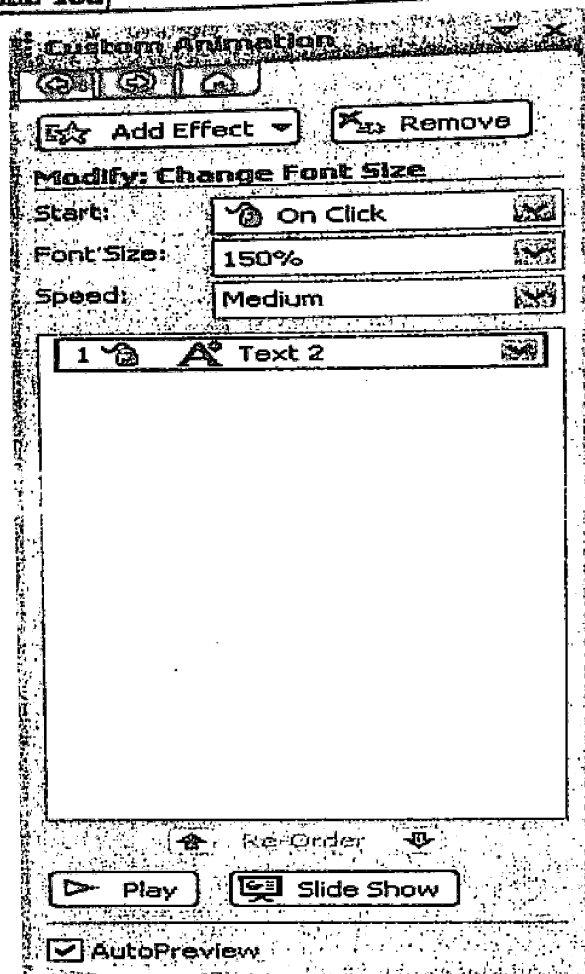 Custom Animation
Add Effect
Remove
Modify: Change Font Size
Start:
On Click
Font Size:
150%
Speed:
Medium
1 Text 2
Re-Order
Play
Slide Show
AutoPreview